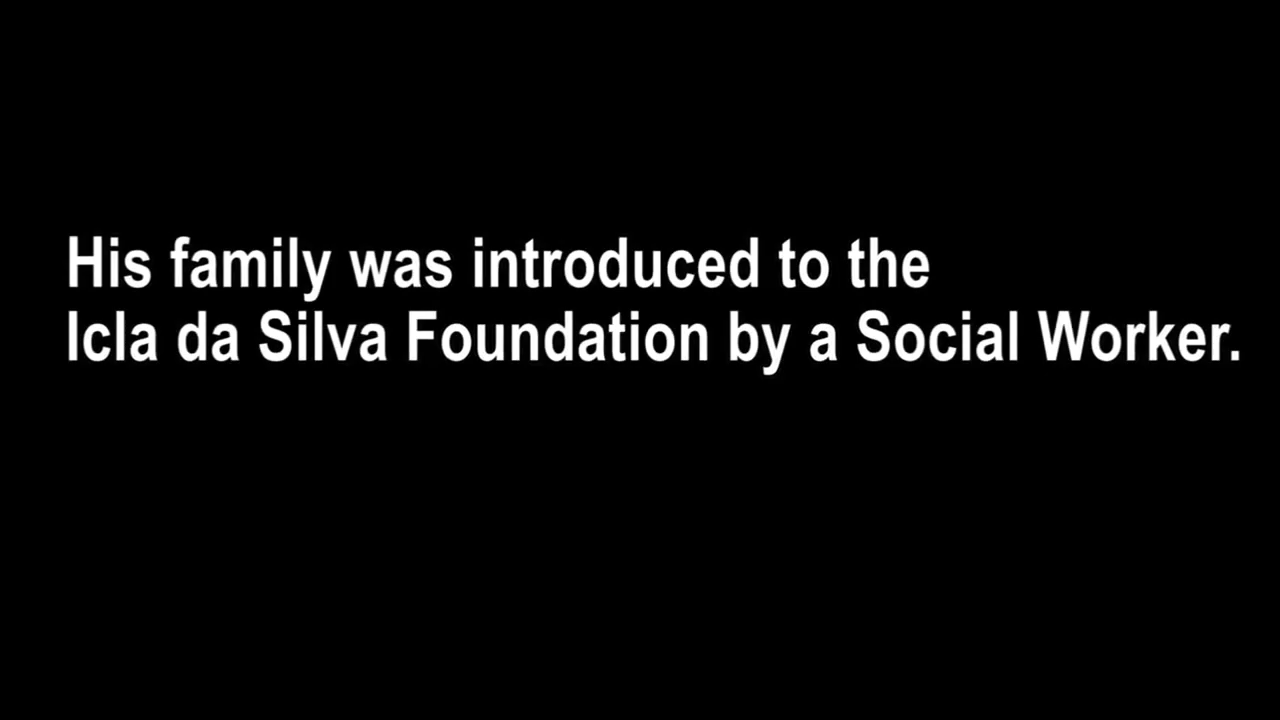 His family was introduced to the
Icla da Silva Foundation by a Social Worker.